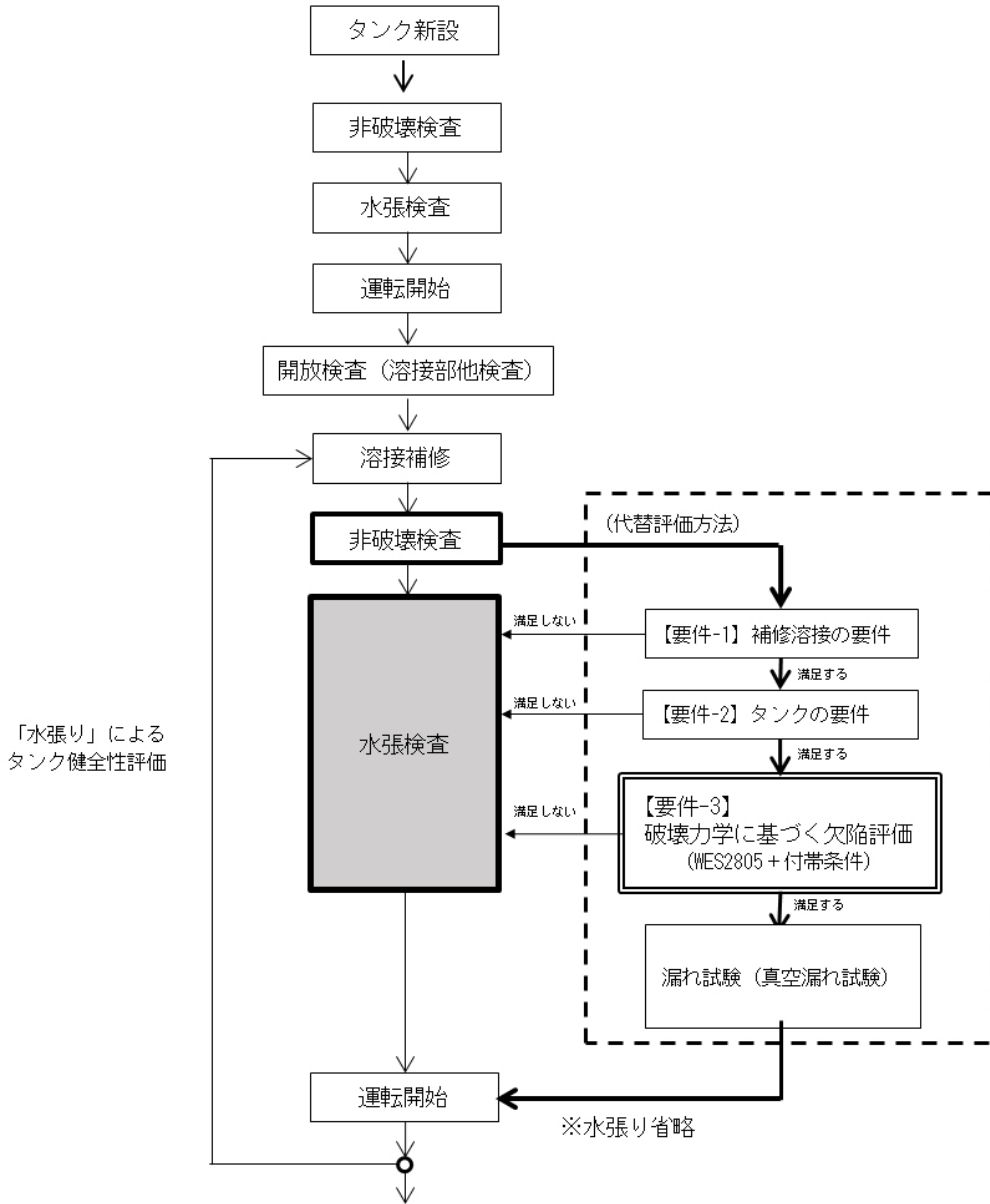 タンク新設
非破壊検査
水張検査
運転開始
開放検査（溶接部他検査）
溶接補修
非破壊検査
（代替評価方法）
満足しない
【要件-1】補修溶接の要件
満足する
満足しない
【要件-2】タンクの要件
満足する
「水張り」による
タンク健全性評価
水張検査
満足しない
【要件-3】
破壊力学に基づく欠陥評価
（WES2805＋付帯条件）
満足する
漏れ試験（真空漏れ試験）
運転開始
※水張り省略